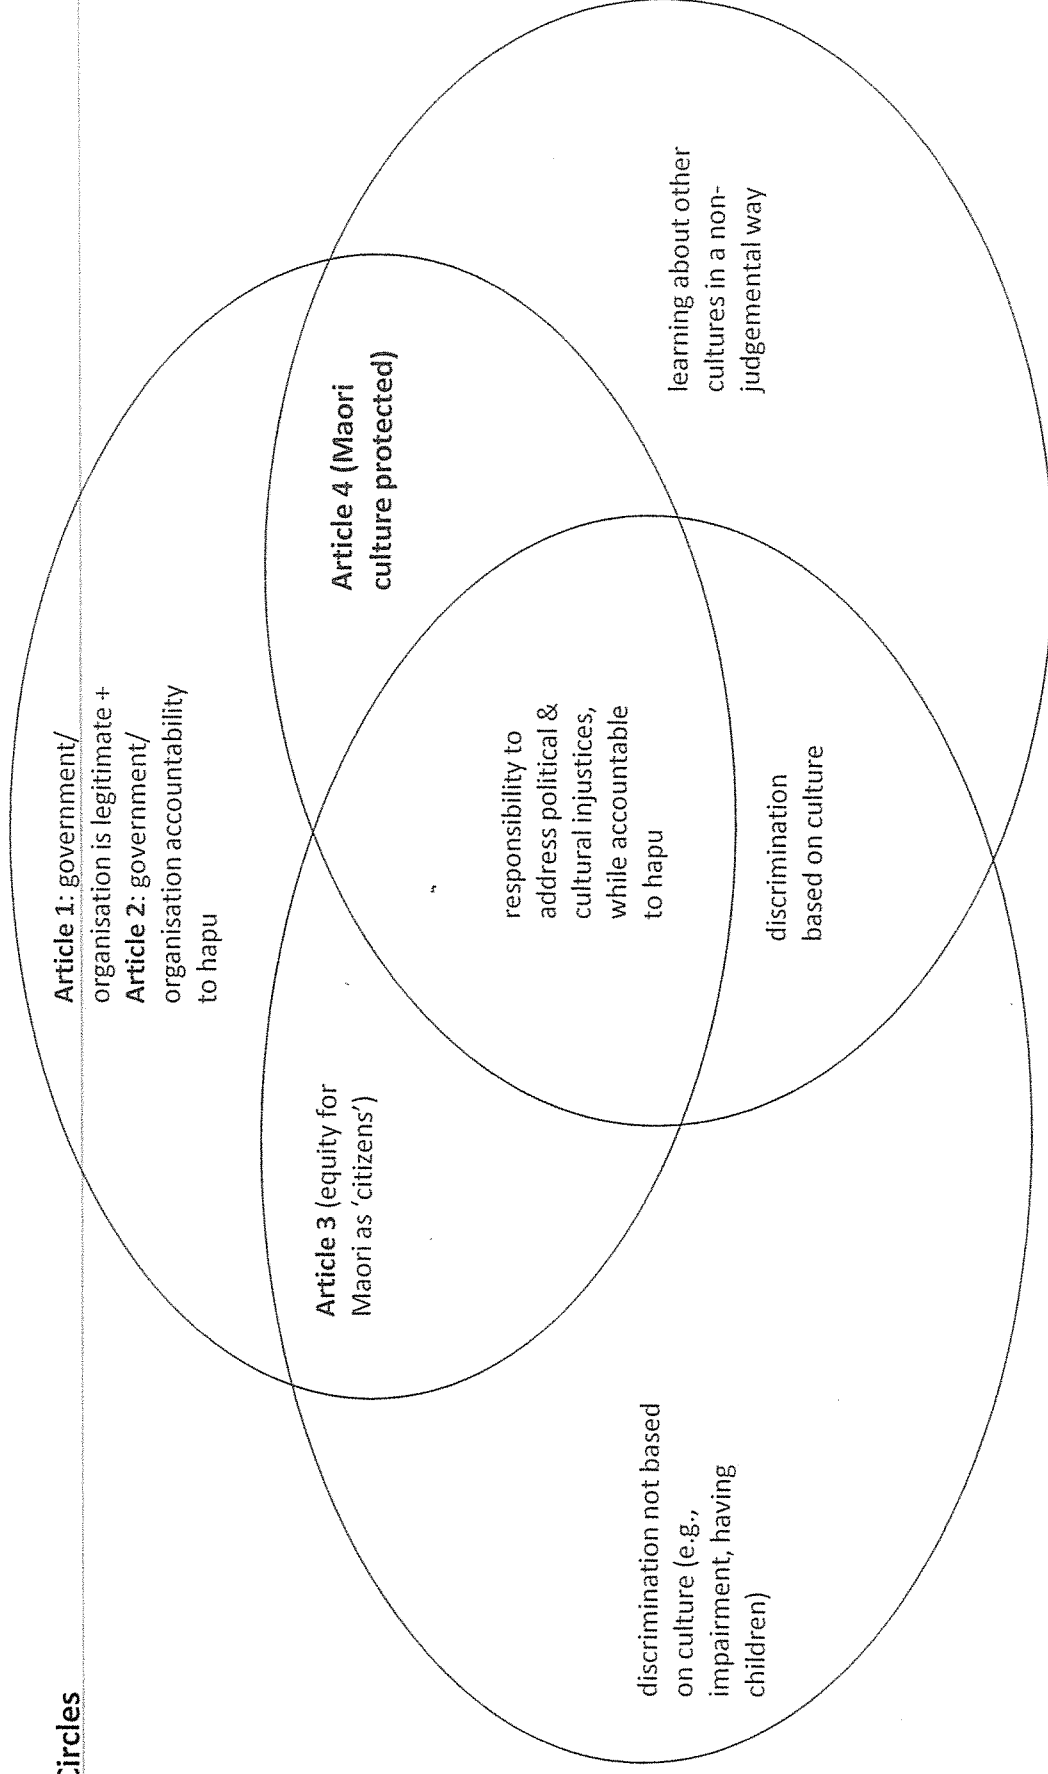 Circles
Article 1: government/
organisation is legitimate +
Article 2: government/
organisation accountability
to hapu
Article 3 (equity for
Maori as ‘citizens’)
Article 4 (Maori
culture protected)
responsibility to
address political &
cultural injustices,
while accountable
to hapu
discrimination not based
on culture (e.g.,
impairment, having
children)
discrimination
based on culture
learning about other
cultures in a non-
judgemental way